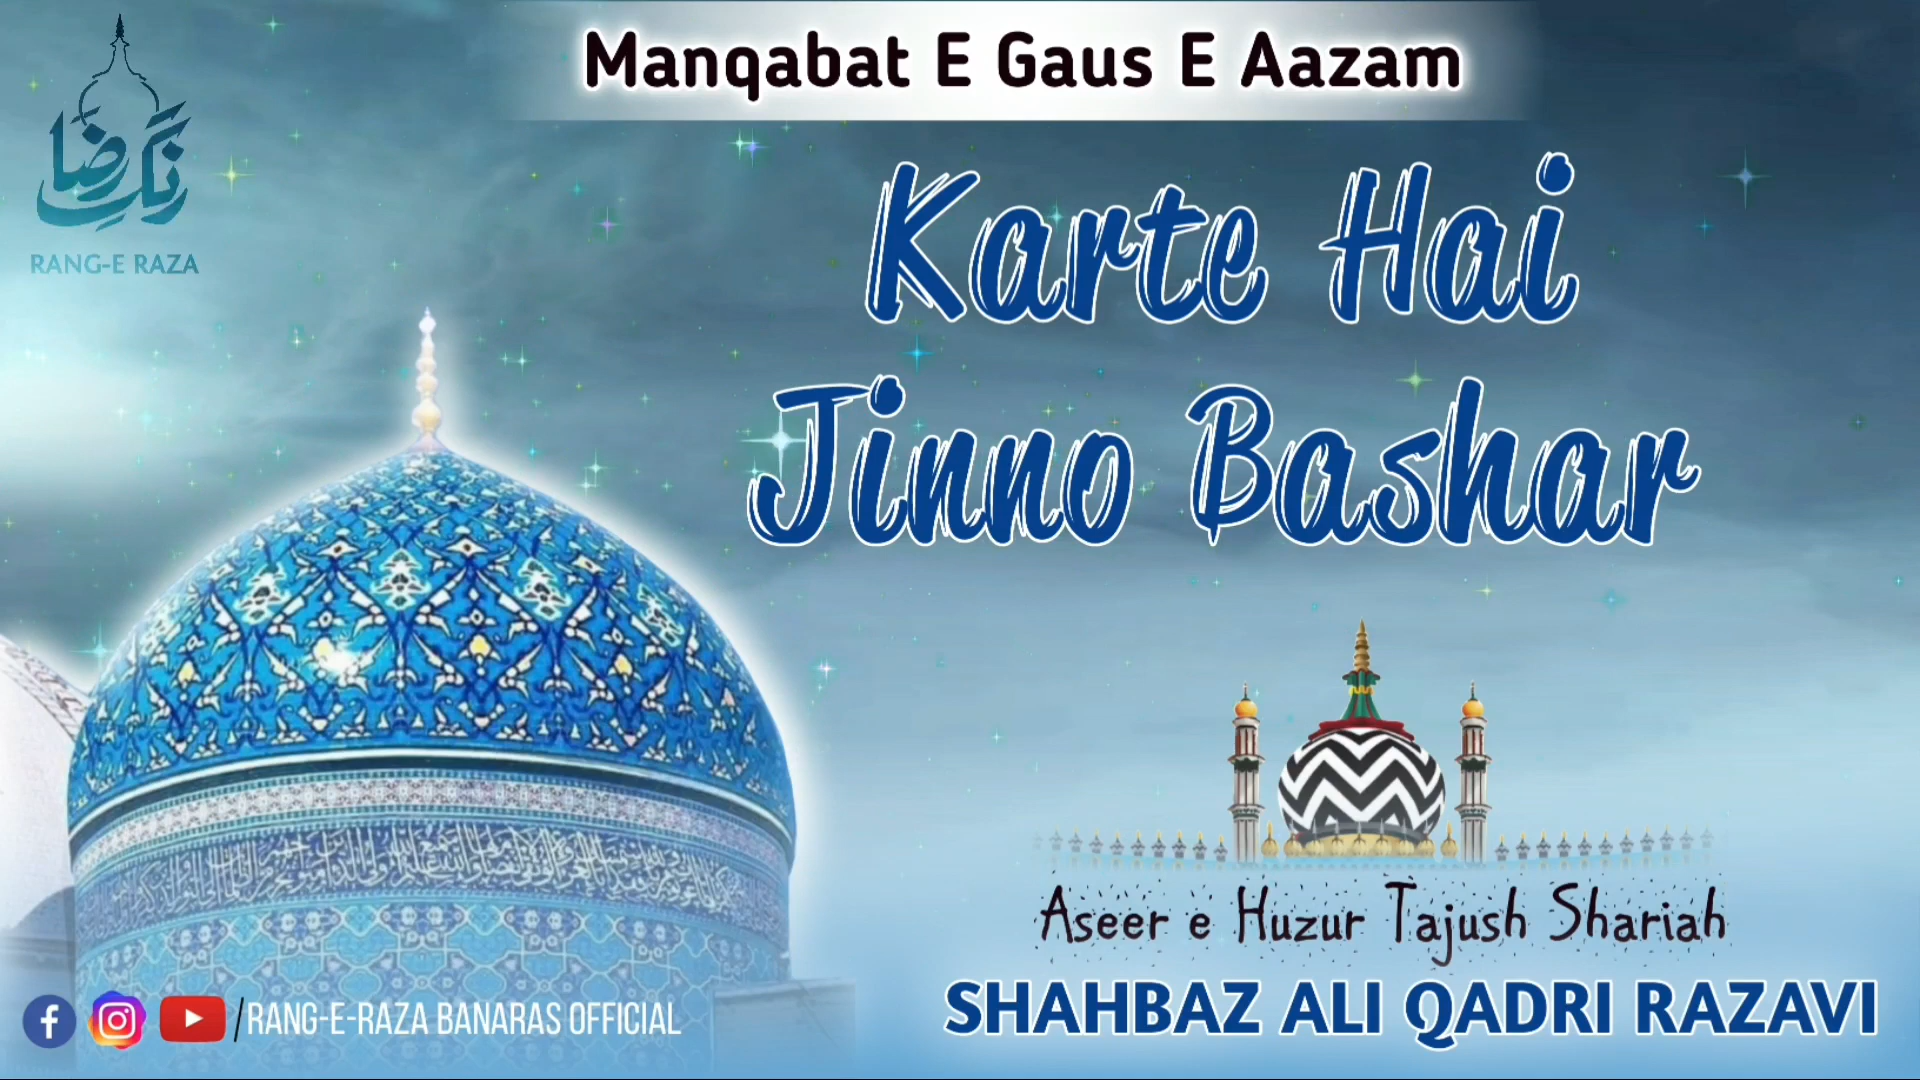 Manqabat E Gaus E Aazam
رنگِ رضا
RANG-E RAZA
Karte Hai
Jinno Bashar
Aseer e Huzur Tajush Shariah
SHAHBAZ ALI QADRI RAZAVI
/RANG-E-RAZA BANARAS OFFICIAL